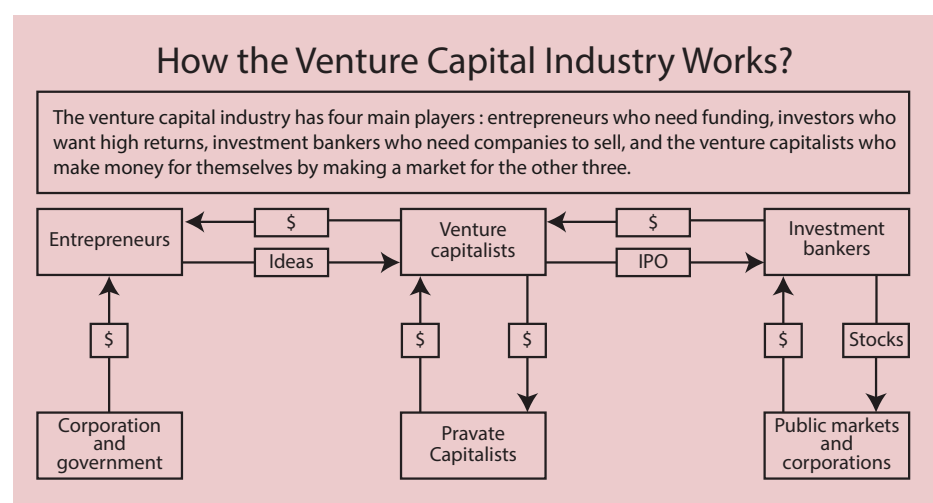 How the Venture Capital Industry Works?
The venture capital industry has four main players : entrepreneurs who need funding, investors who
want high returns, investment bankers who need companies to sell, and the venture capitalists who
make money for themselves by making a market for the other three.
Entrepreneurs
$
Ideas
Venture
capitalists
$
IPO
Investment
bankers
$
$
$
$
Stocks
Corporation
and
government
Pravate
Capitalists
Public markets
and
corporations